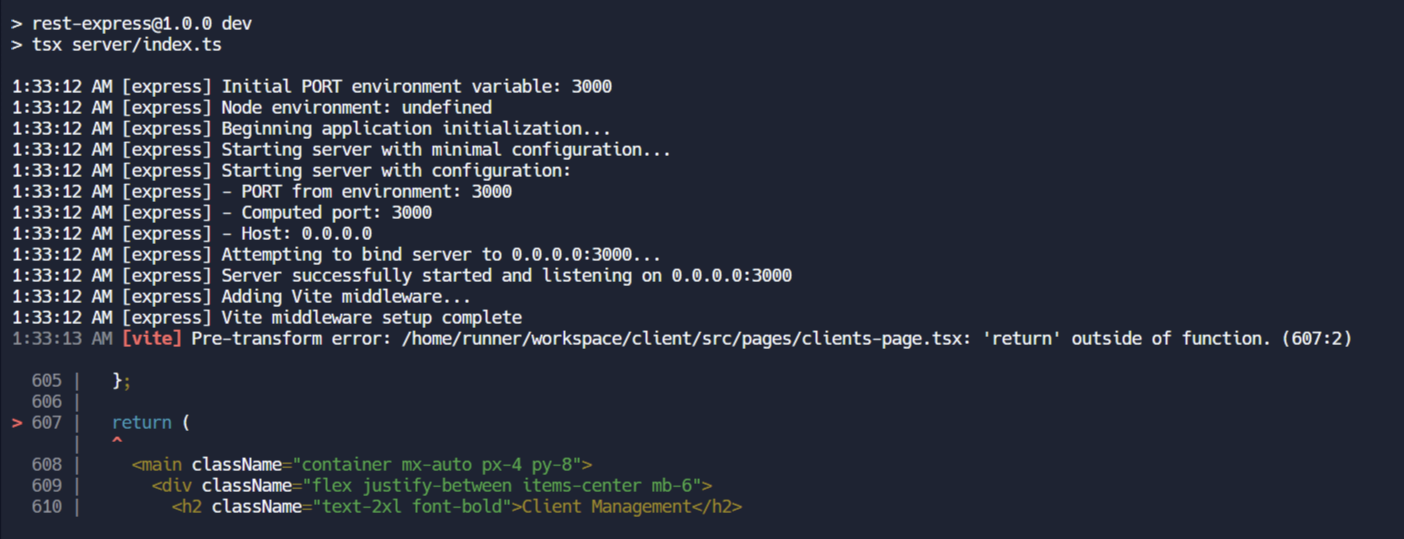 > rest-express@1.0.0 dev
> tsx server/index.ts
1:33:12 AM [express] Initial PORT environment variable: 3000
1:33:12 AM [express] Node environment: undefined
1:33:12 AM [express] Beginning application initialization...
1:33:12 AM [express] Starting server with minimal configuration...
1:33:12 AM [express] Starting server with configuration:
1:33:12 AM [express] - PORT from environment: 3000
1:33:12 AM [express] - Computed port: 3000
1:33:12 AM [express] - Host: 0.0.0.0
1:33:12 AM [express] Attempting to bind server to 0.0.0.0:3000...
1:33:12 AM [express] Server successfully started and listening on 0.0.0.0:3000
1:33:12 AM [express] Adding Vite middleware...
1:33:12 AM [express] Vite middleware setup complete
1:33:13 AM [vite] Pre-transform error: /home/runner/workspace/client/src/pages/clients-page.tsx: 'return' outside of function. (607:2)
605 |   };
606 |
> 607 |   return (
|   ^
608 |     <main className="container mx-auto px-4 py-8">
609 |       <div className="flex justify-between items-center mb-6">
610 |         <h2 className="text-2xl font-bold">Client Management</h2>